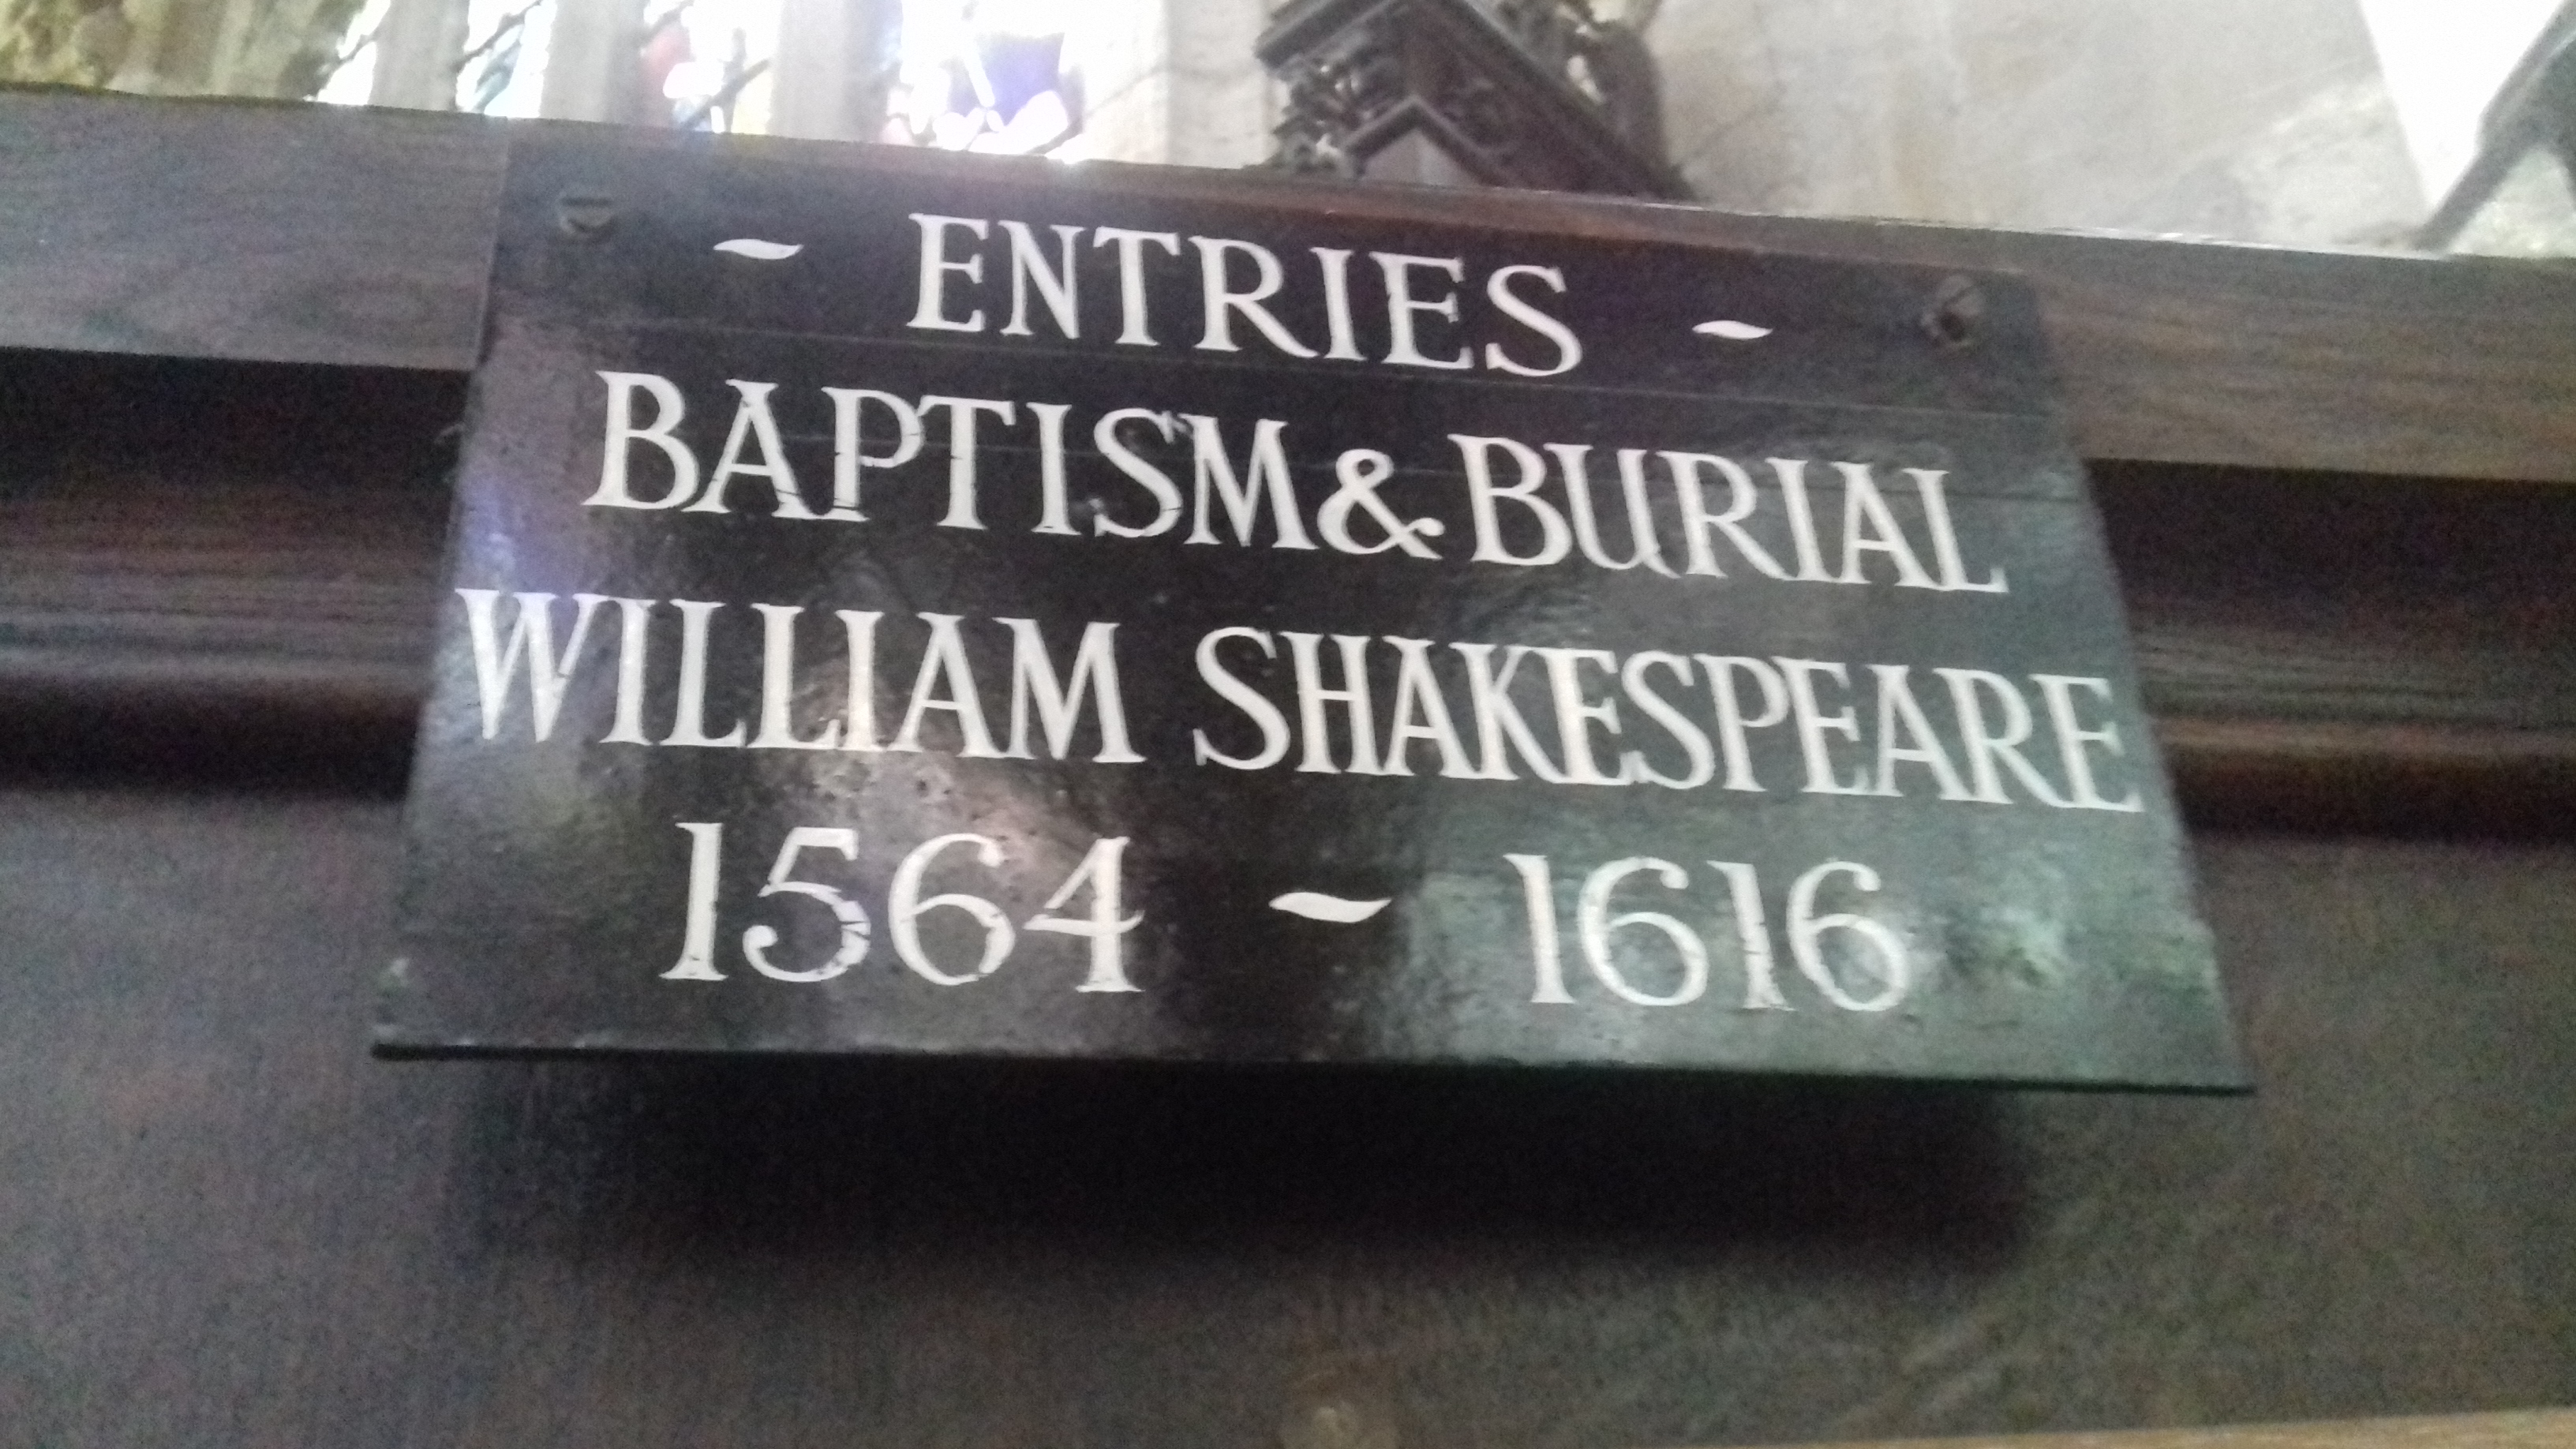 ~ ENTRIES ~
BAPTISM & BURIAL
WILLIAM SHAKESPEARE
1564 ~ 1616